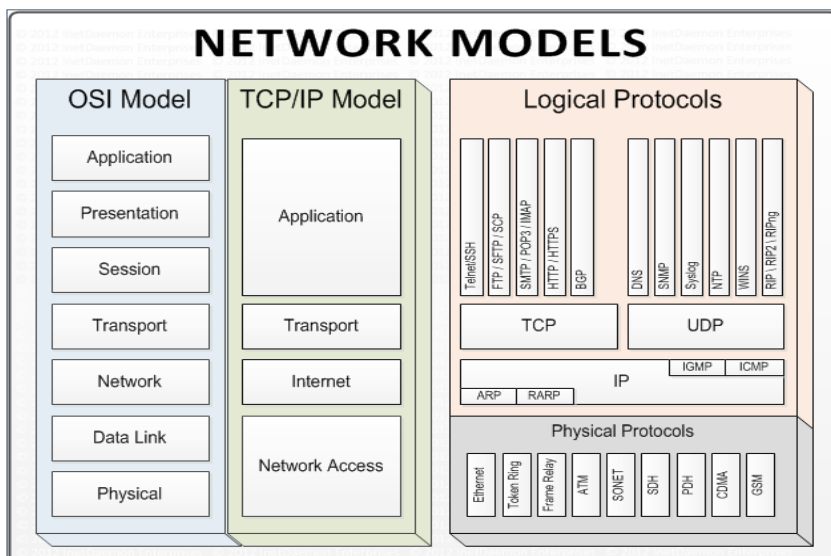 NETWORK MODELS
OSI Model
Application
Presentation
Session
Transport
Network
Data Link
Physical
TCP/IP Model
Application
Transport
Internet
Network Access
Logical Protocols
Telnet/SSH
FTP / SFTP / SCP
SMTP / POP3 / IMAP
HTTP / HTTPS
BGP
DNS
SNMP
Syslog
NTP
WINS
RIP \ RIP2 \ RIPng
TCP
UDP
IP
IGMP
ICMP
ARP
RARP
Physical Protocols
Ethernet
Token Ring
Frame Relay
ATM
SONET
SDH
PDH
CDMA
GSM